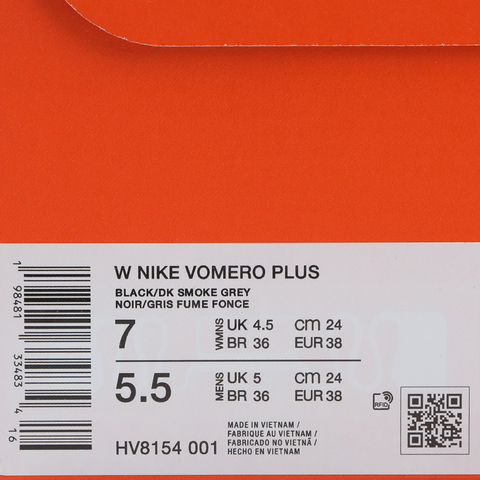 W NIKE VOMERO PLUS
BLACK/DK SMOKE GREY
NOIR/GRIS FUME FONCE
7 WMNS UK 4.5 cm 24
BR 36 EUR 38
5.5 MENS UK 5 cm 24
BR 36 EUR 38
HV8154 001
MADE IN VIETNAM /
FABRIQUE AU VIETNAM /
FABRICADO NO VIETNÃ /
HECHO EN VIETNAM
RFID
1 98481 33483 4 16